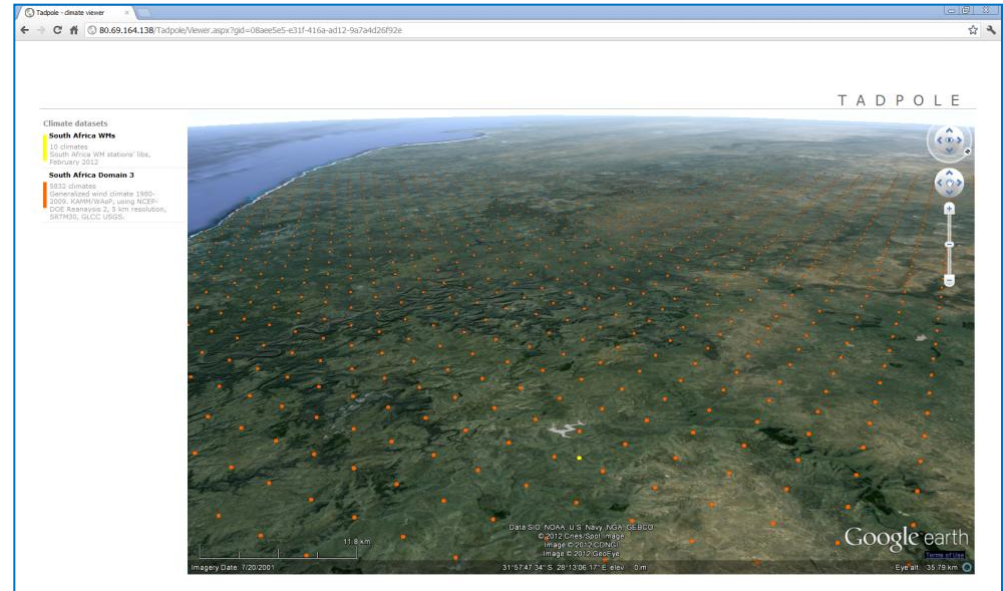 Tadpole - climate viewer
80.69.164.138/Tadpole/Viewer.aspx?gid=08aee5e5-e31f-416a-ad12-9a7a4d26f92e
TADPOLE
Climate datasets
South Africa WMs
10 climates
South Africa WM stations' libs,
February 2012
South Africa Domain 3
5832 climates
Generalized wind climate 1980-
2009. KAMM/WAsP, using NCEP-
DOE Reanaysis 2, 5 km resolution,
SRTM30, GLCC USGS.
11.8 km
Data SIO, NOAA, U.S. Navy, NGA, GEBCO
© 2012 Cnes/Spot Image
Image © 2012 CDNGI
Image © 2012 GeoEye
Google earth
Terms of Use
Imagery Date: 7/20/2001
31°57'47.34" S 28°13'06.17" E elev 0 m
Eye alt 35.79 km